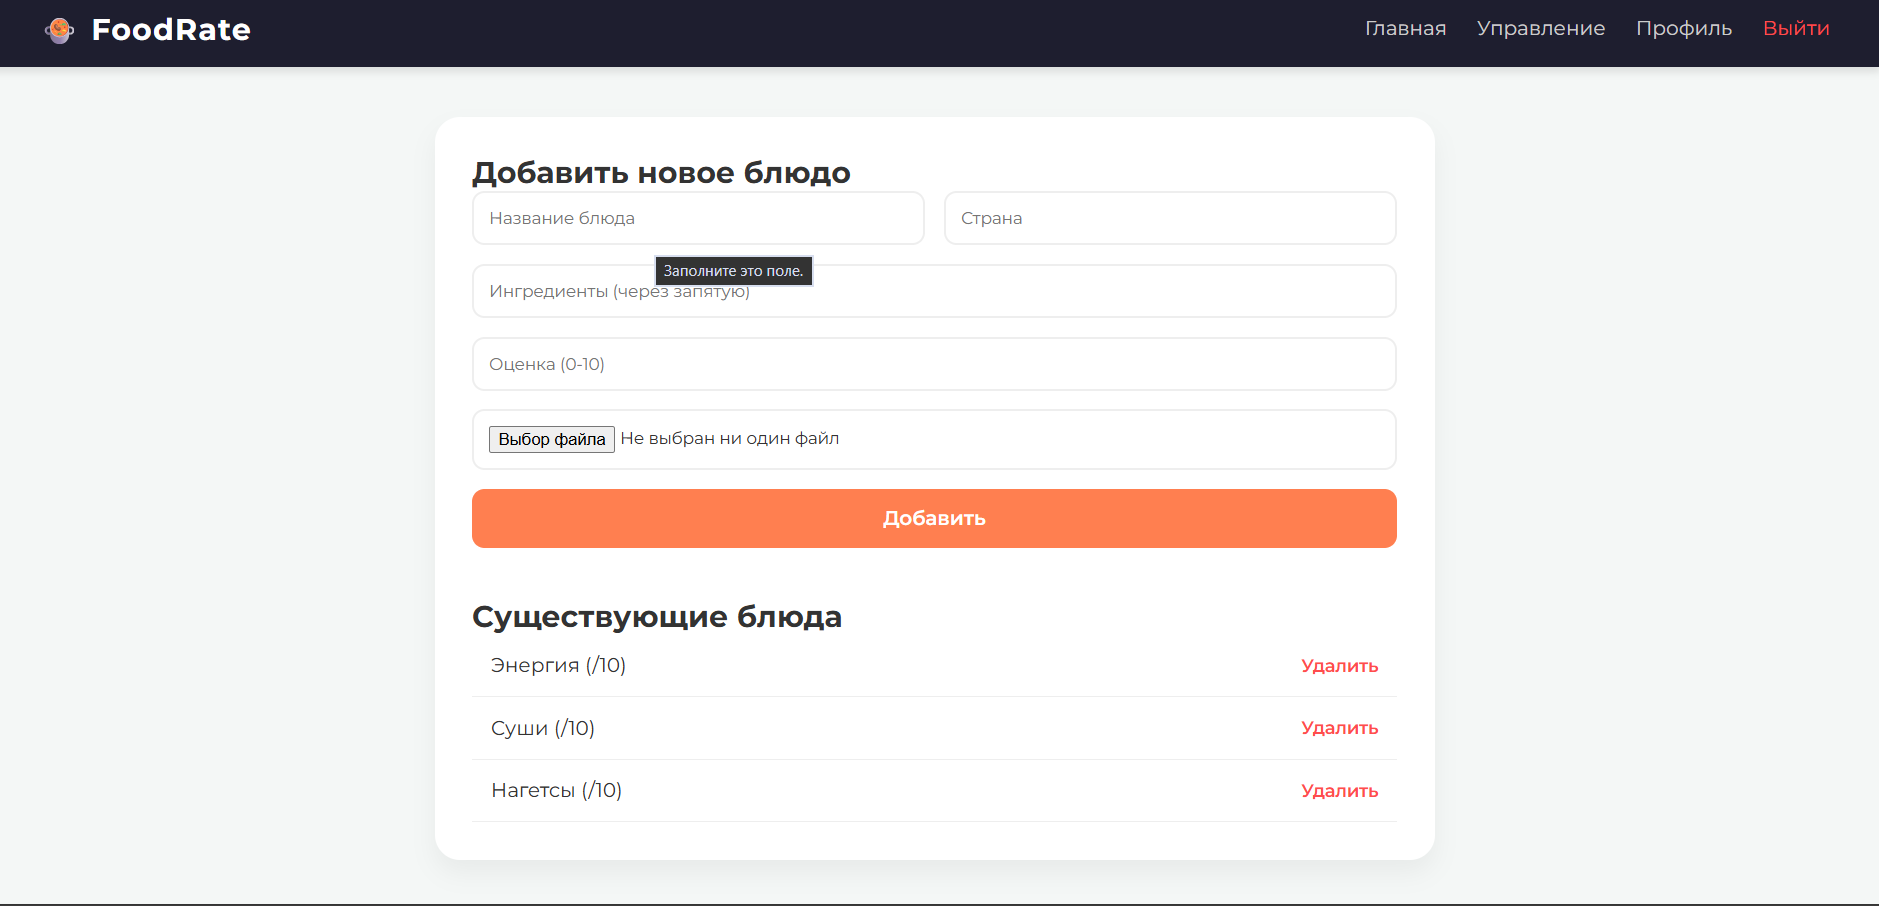 FoodRate
Главная Управление Профиль Выйти
Добавить новое блюдо
Название блюда
Страна
Заполните это поле.
Ингредиенты (через запятую)
Оценка (0-10)
Выбор файла Не выбран ни один файл
Добавить
Существующие блюда
Энергия (/10) Удалить
Суши (/10) Удалить
Нагетсы (/10) Удалить